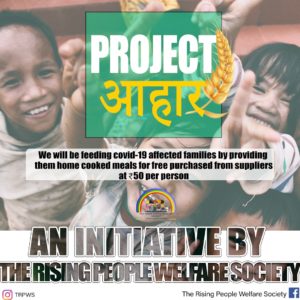 PROJECT
आहार
We will be feeding covid-19 affected families by providing
them home cooked meals for free purchased from suppliers
at ₹50 per person
AN INITIATIVE BY
THE RISING PEOPLE WELFARE SOCIETY
TRPWS
The Rising People Welfare Society